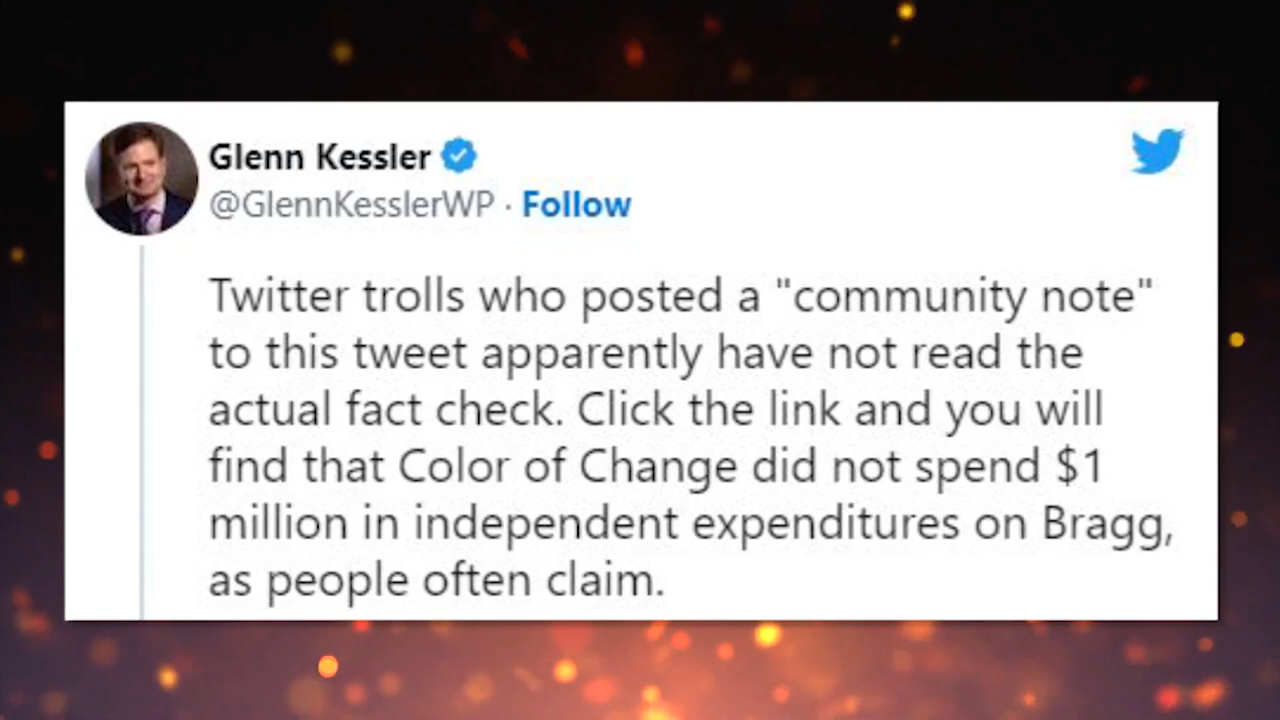 Glenn Kessler
@GlennKesslerWP · Follow
Twitter trolls who posted a "community note"
to this tweet apparently have not read the
actual fact check. Click the link and you will
find that Color of Change did not spend $1
million in independent expenditures on Bragg,
as people often claim.